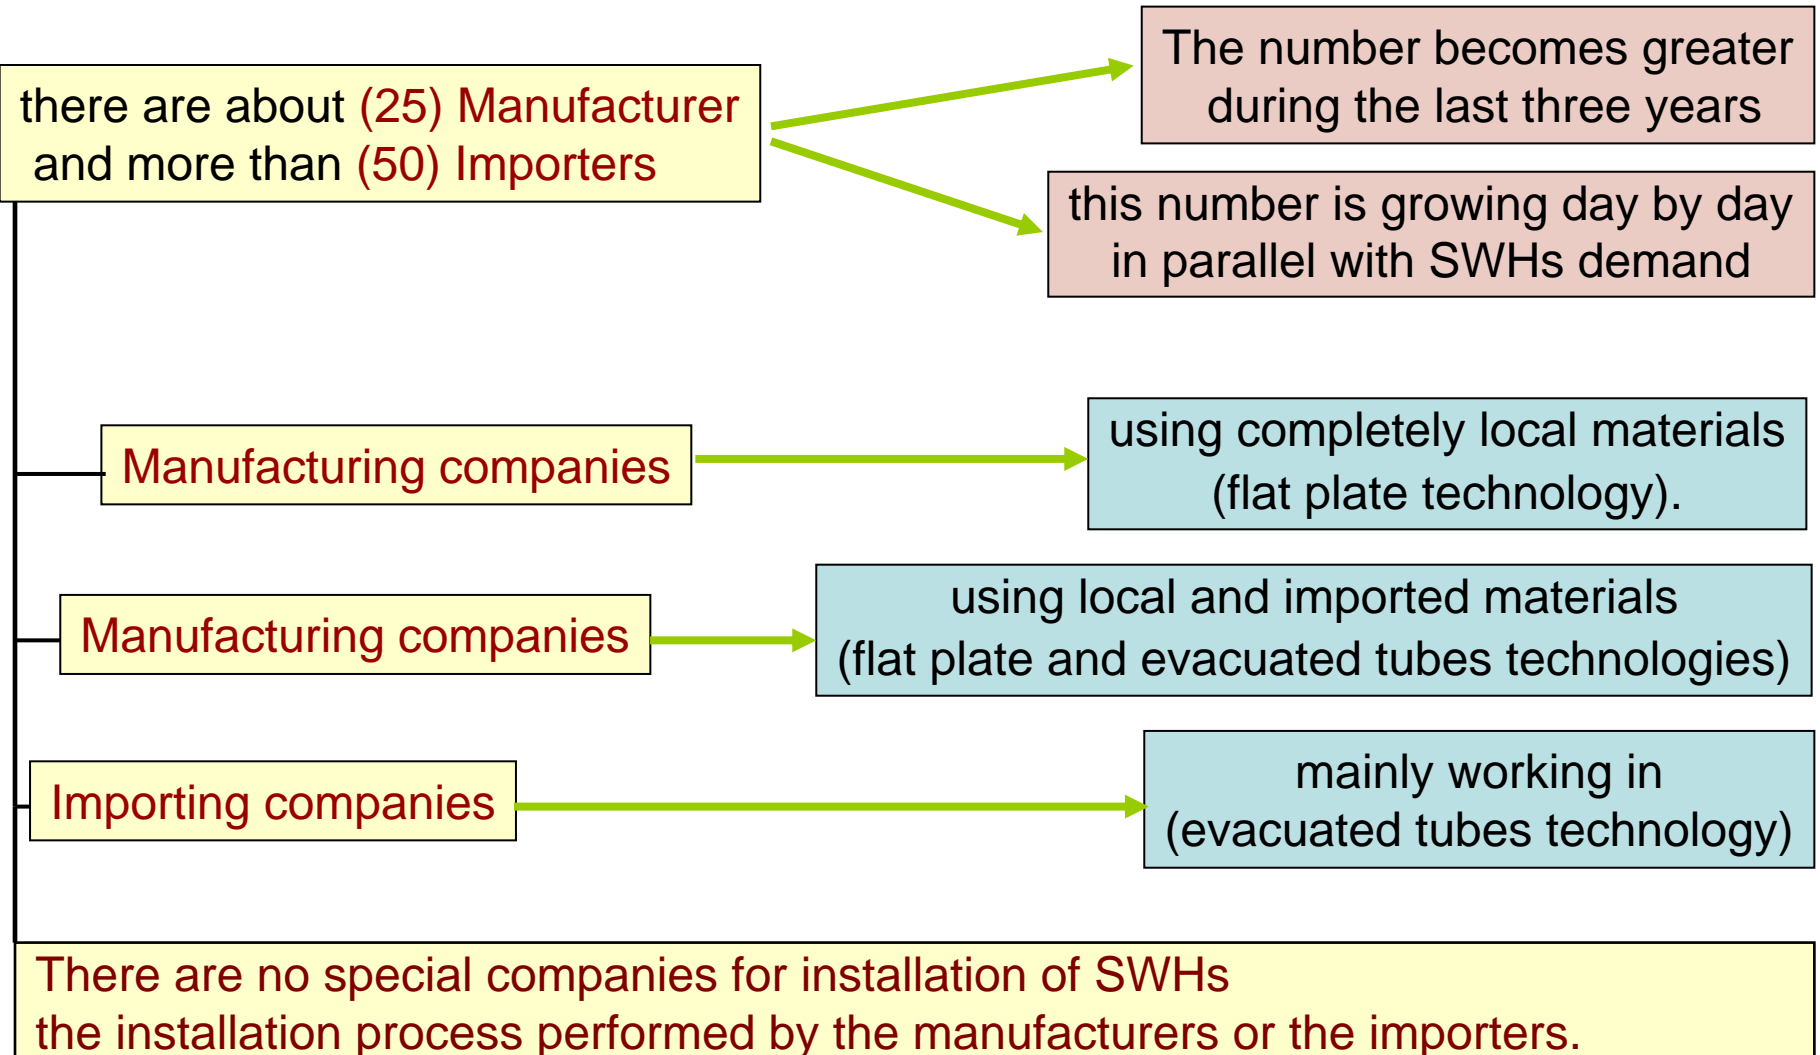 there are about (25) Manufacturer
and more than (50) Importers
The number becomes greater
during the last three years
this number is growing day by day
in parallel with SWHs demand
Manufacturing companies
using completely local materials
(flat plate technology).
Manufacturing companies
using local and imported materials
(flat plate and evacuated tubes technologies)
Importing companies
mainly working in
(evacuated tubes technology)
There are no special companies for installation of SWHs
the installation process performed by the manufacturers or the importers.